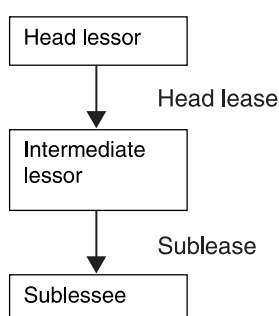 Head lessor
Head lease
Intermediate
lessor
Sublease
Sublessee